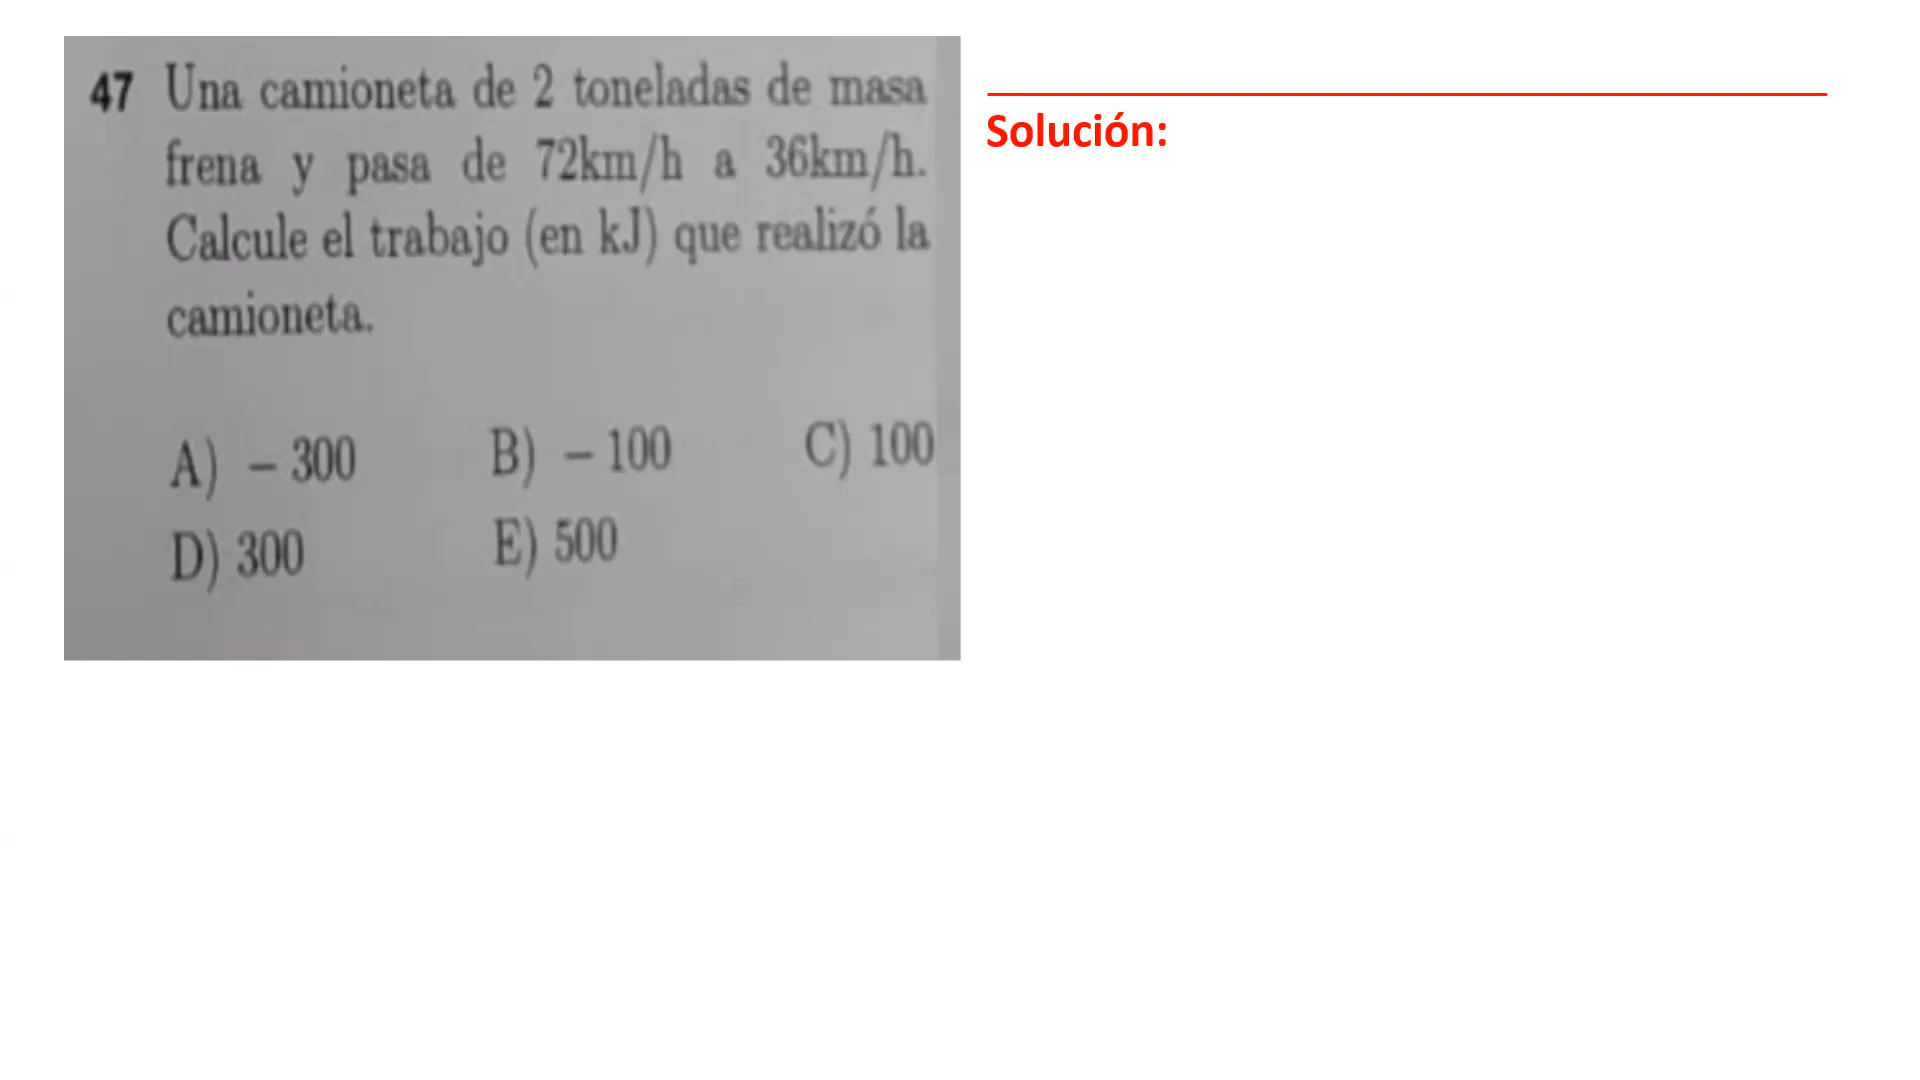 47 Una camioneta de 2 toneladas de masa
frena y pasa de 72km/h a 36km/h.
Calcule el trabajo (en kJ) que realizó la
camioneta.
A) – 300 B) – 100 C) 100
D) 300 E) 500
Solución: